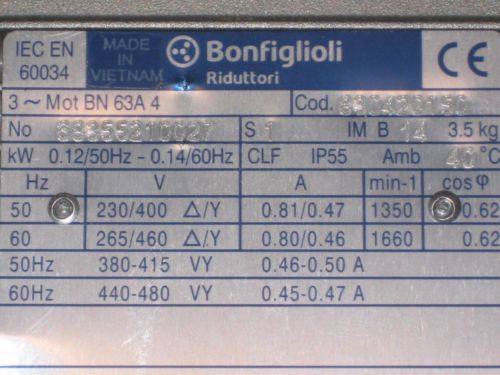 IEC EN 60034
MADE IN VIETNAM
Bonfiglioli
Riduttori
CE
3 ~ Mot BN 63A 4 Cod.
No S 1 IM B 14 3.5 kg
kW 0.12/50Hz - 0.14/60Hz CLF IP55 Amb 40 °C
Hz V A min-1 cosφ
50 230/400 Δ/Y 0.81/0.47 1350 0.62
60 265/460 Δ/Y 0.80/0.46 1660 0.62
50Hz 380-415 VY 0.46-0.50 A
60Hz 440-480 VY 0.45-0.47 A